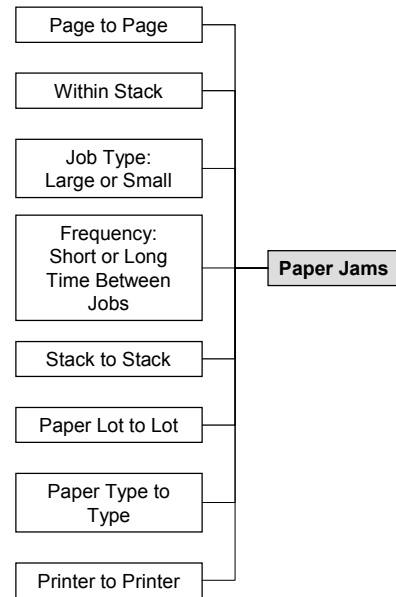 Page to Page
Within Stack
Job Type:
Large or Small
Frequency:
Short or Long
Time Between
Jobs
Paper Jams
Stack to Stack
Paper Lot to Lot
Paper Type to
Type
Printer to Printer